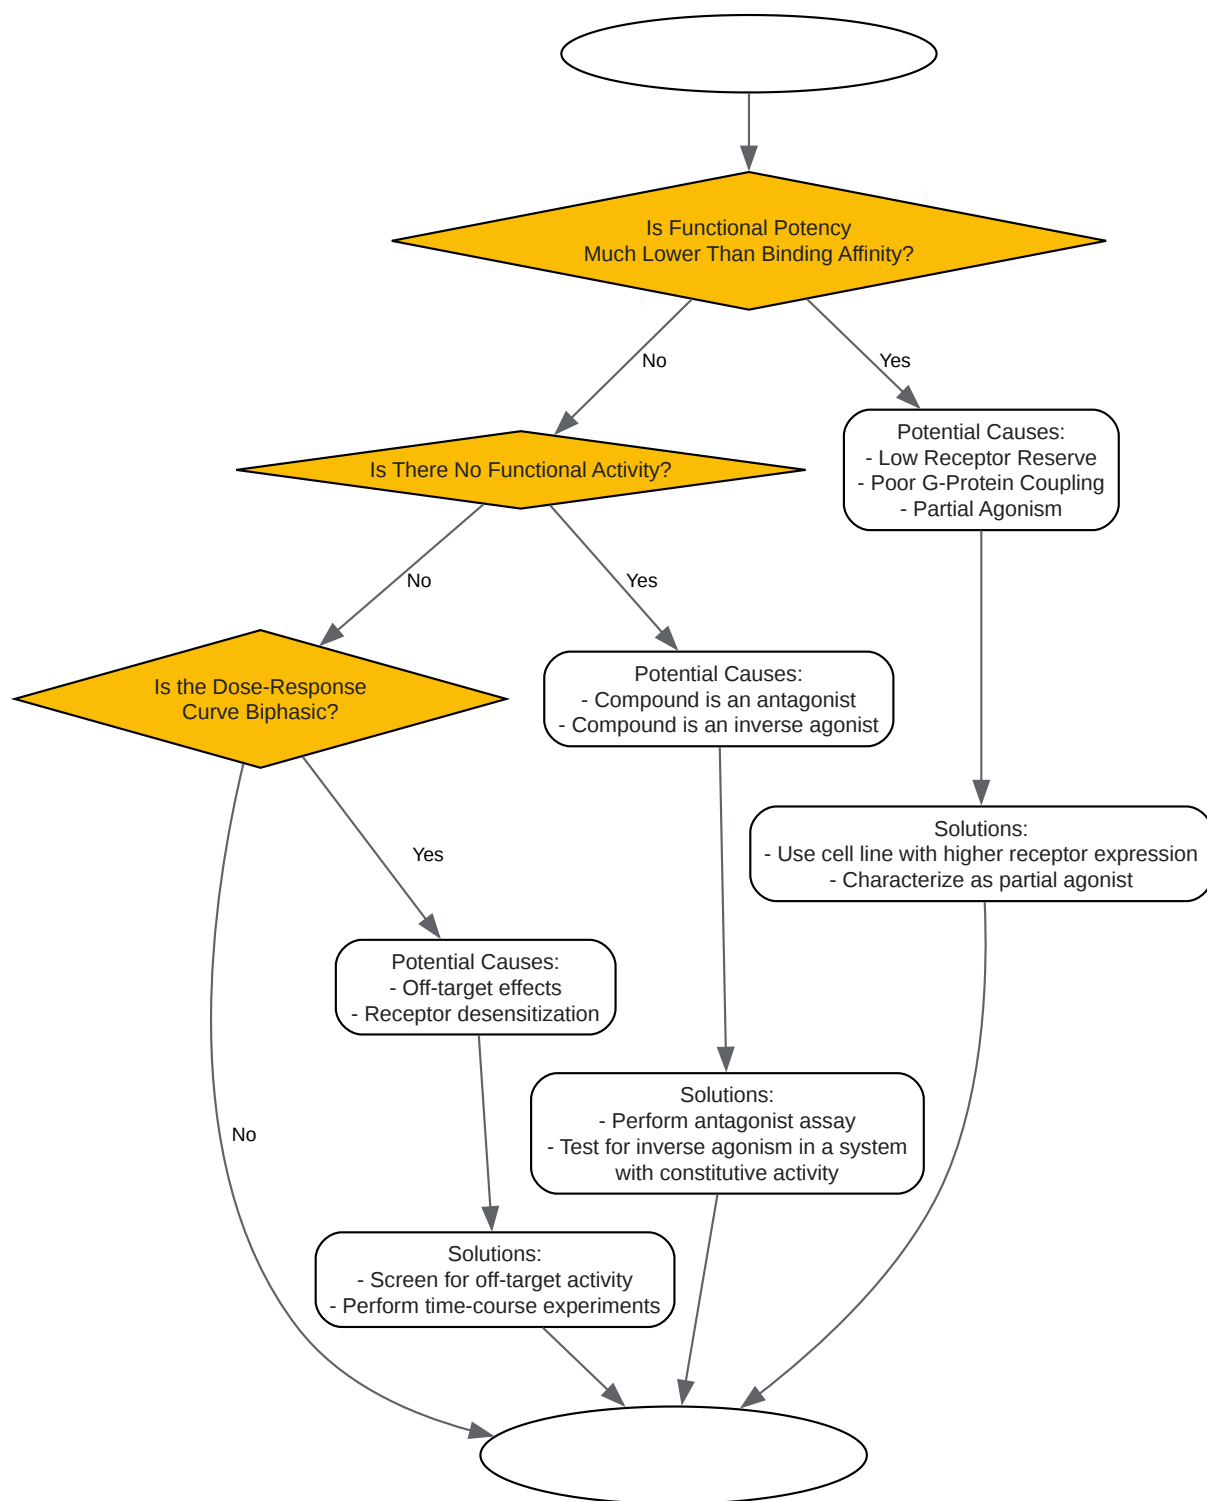 Is Functional Potency
Much Lower Than Binding Affinity?
No
Yes
Potential Causes:
- Low Receptor Reserve
- Poor G-Protein Coupling
- Partial Agonism
Is There No Functional Activity?
No
Yes
Is the Dose-Response
Curve Biphasic?
Potential Causes:
- Compound is an antagonist
- Compound is an inverse agonist
Solutions:
- Use cell line with higher receptor expression
- Characterize as partial agonist
Yes
Potential Causes:
- Off-target effects
- Receptor desensitization
No
Solutions:
- Perform antagonist assay
- Test for inverse agonism in a system
with constitutive activity
Solutions:
- Screen for off-target activity
- Perform time-course experiments